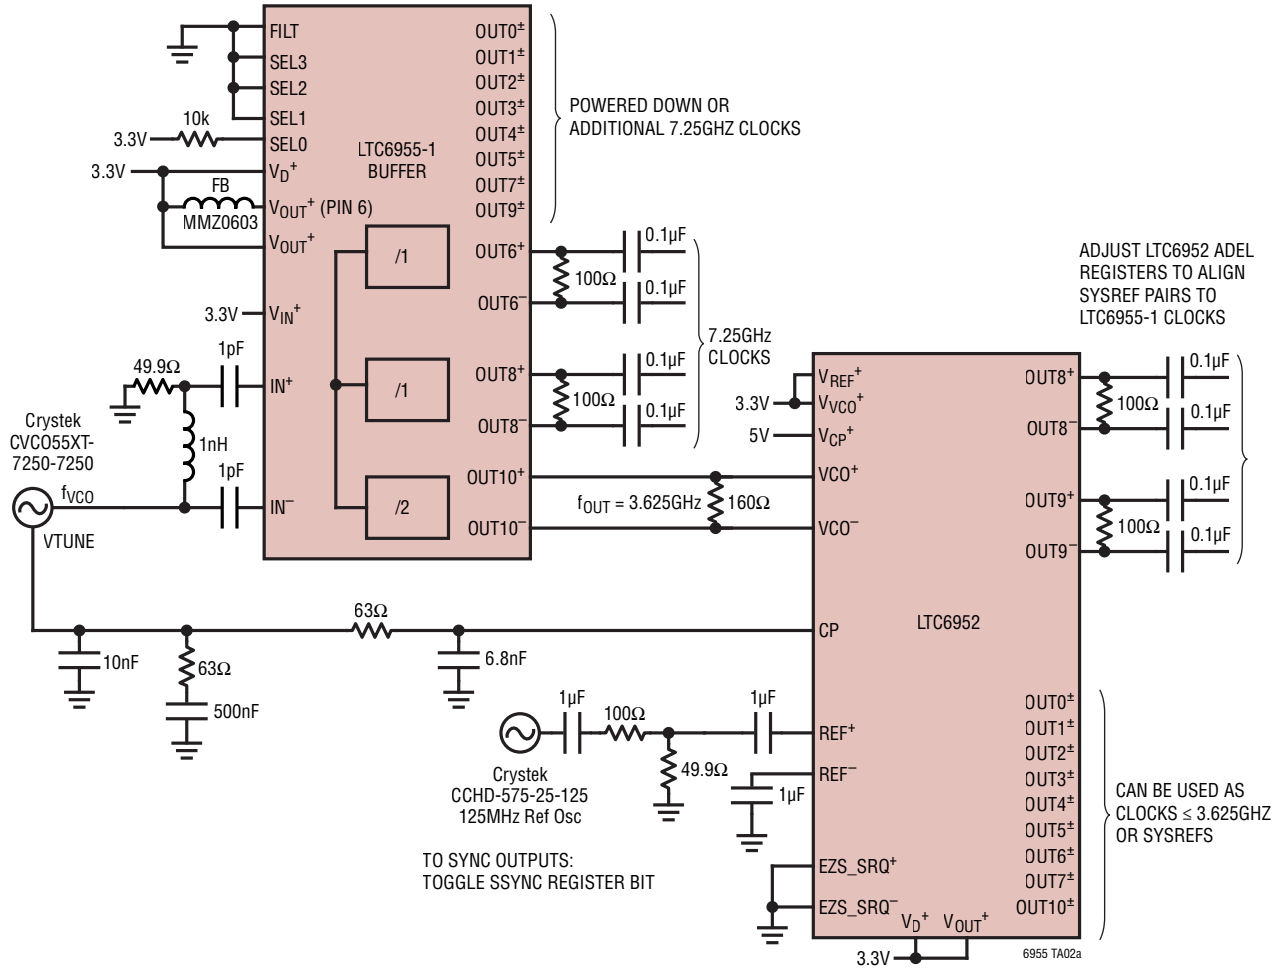 FILT
SEL3
SEL2
SEL1
10k
3.3V
SEL0
3.3V
VD+
FB
MMZ0603
VOUT+ (PIN 6)
VOUT+
3.3V
VIN+
1pF
49.9Ω
IN+
Crystek
CVCO55XT-
7250-7250
1nH
1pF
fVCO
IN–
VTUNE
LTC6955-1
BUFFER
/1
/1
/2
OUT0±
OUT1±
OUT2±
OUT3±
OUT4±
OUT5±
OUT7±
OUT9±
POWERED DOWN OR
ADDITIONAL 7.25GHZ CLOCKS
OUT6+
0.1µF
100Ω
OUT6–
0.1µF
7.25GHz
CLOCKS
OUT8+
0.1µF
100Ω
OUT8–
0.1µF
OUT10+
fOUT = 3.625GHz
160Ω
OUT10–
ADJUST LTC6952 ADEL
REGISTERS TO ALIGN
SYSREF PAIRS TO
LTC6955-1 CLOCKS
VREF+
3.3V
VVCO+
5V
VCP+
VCO+
VCO–
CP
LTC6952
OUT8+
0.1µF
100Ω
OUT8–
0.1µF
OUT9+
0.1µF
100Ω
OUT9–
0.1µF
63Ω
10nF
63Ω
500nF
6.8nF
1µF
100Ω
1µF
REF+
49.9Ω
REF–
1µF
Crystek
CCHD-575-25-125
125MHz Ref Osc
TO SYNC OUTPUTS:
TOGGLE SSYNC REGISTER BIT
EZS_SRQ+
EZS_SRQ–
VD+
VOUT+
3.3V
OUT0±
OUT1±
OUT2±
OUT3±
OUT4±
OUT5±
OUT6±
OUT7±
OUT10±
CAN BE USED AS
CLOCKS ≤ 3.625GHZ
OR SYSREFS
6955 TA02a